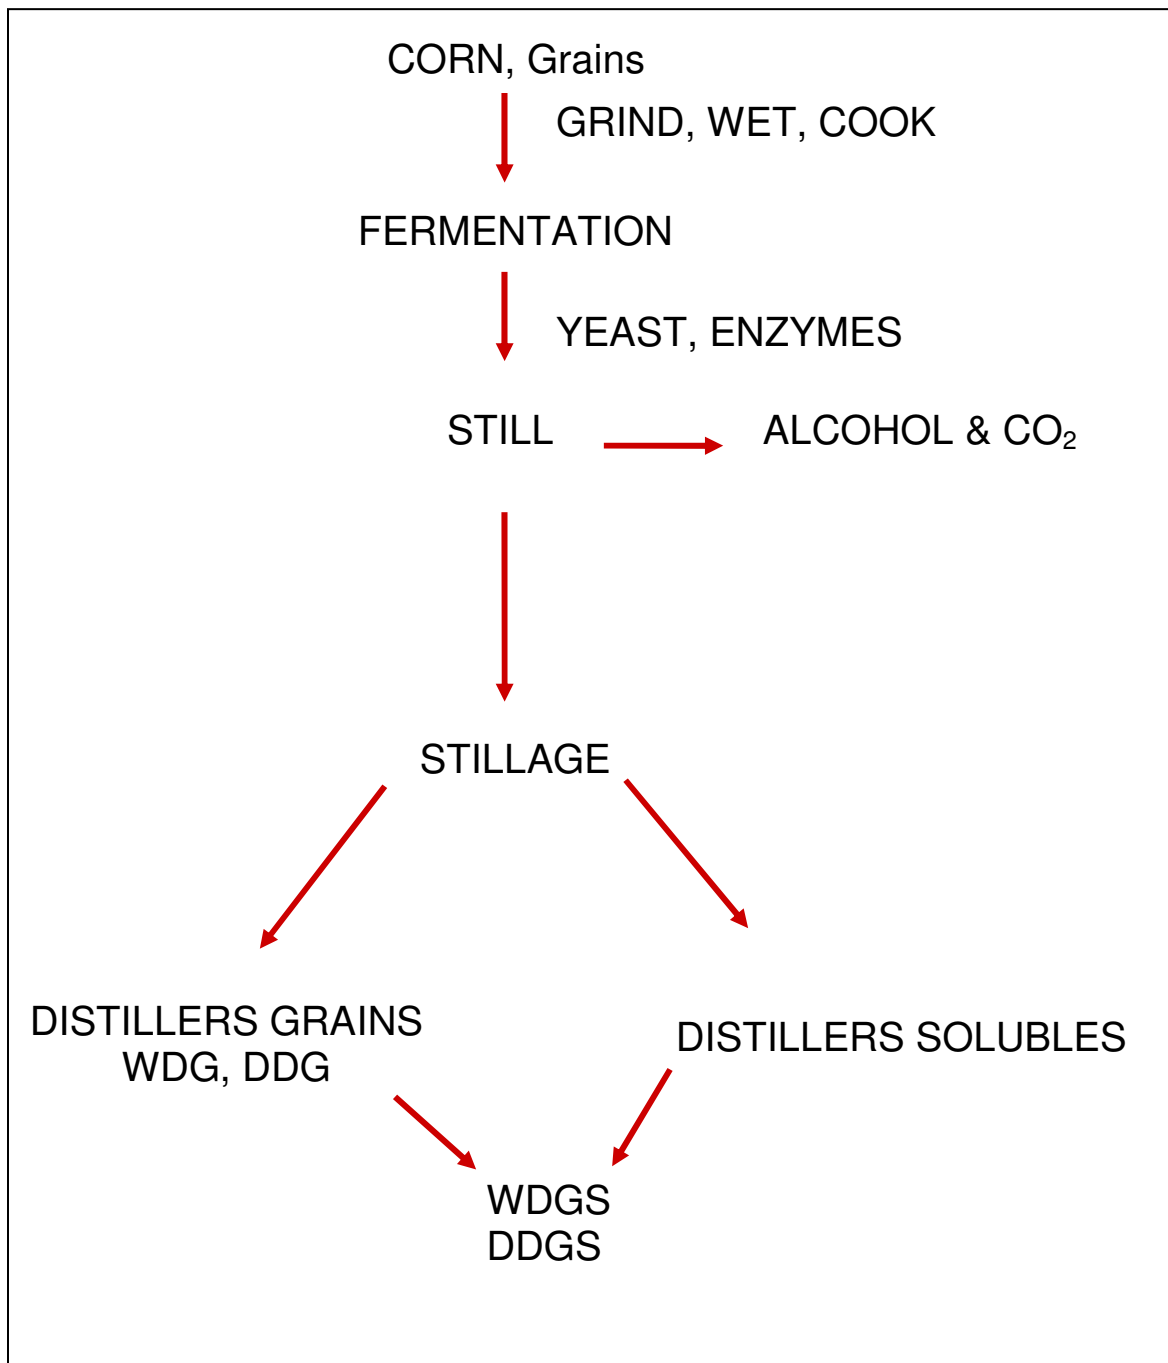 CORN, Grains
GRIND, WET, COOK
FERMENTATION
YEAST, ENZYMES
STILL
ALCOHOL & CO₂
STILLAGE
DISTILLERS GRAINS
WDG, DDG
DISTILLERS SOLUBLES
WDGS
DDGS